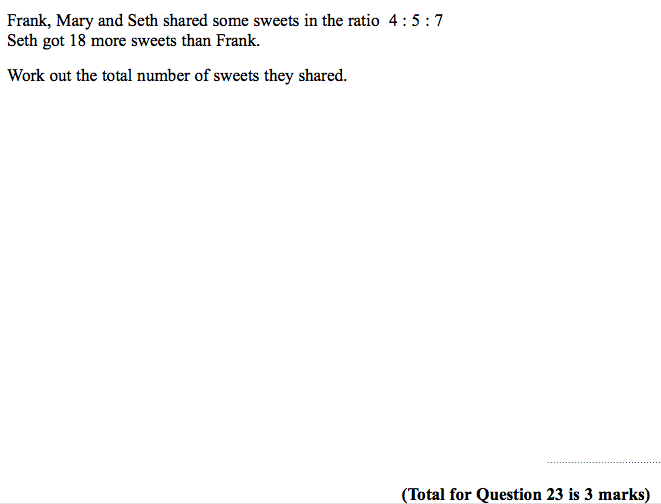 Frank, Mary and Seth shared some sweets in the ratio 4 : 5 : 7
Seth got 18 more sweets than Frank.
Work out the total number of sweets they shared.
(Total for Question 23 is 3 marks)